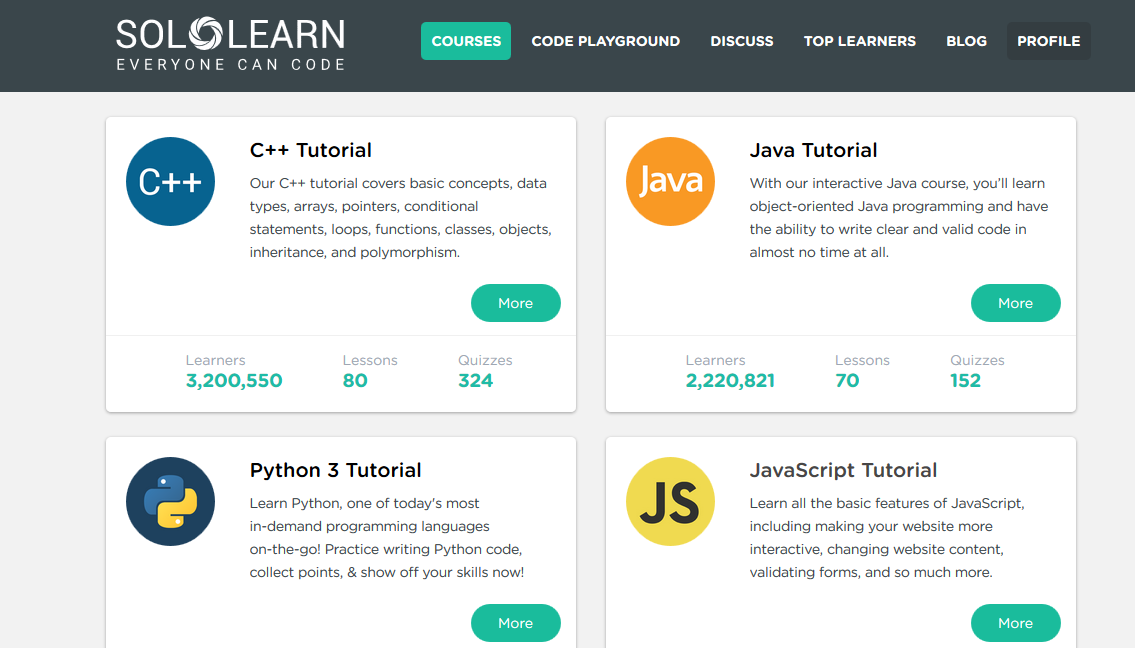 SOLOLEARN
EVERYONE CAN CODE
COURSES
CODE PLAYGROUND
DISCUSS
TOP LEARNERS
BLOG
PROFILE
C++
C++ Tutorial
Our C++ tutorial covers basic concepts, data
types, arrays, pointers, conditional
statements, loops, functions, classes, objects,
inheritance, and polymorphism.
More
Learners
3,200,550
Lessons
80
Quizzes
324
Java
Java Tutorial
With our interactive Java course, you'll learn
object-oriented Java programming and have
the ability to write clear and valid code in
almost no time at all.
More
Learners
2,220,821
Lessons
70
Quizzes
152
Python 3 Tutorial
Learn Python, one of today's most
in-demand programming languages
on-the-go! Practice writing Python code,
collect points, & show off your skills now!
More
JS
JavaScript Tutorial
Learn all the basic features of JavaScript,
including making your website more
interactive, changing website content,
validating forms, and so much more.
More